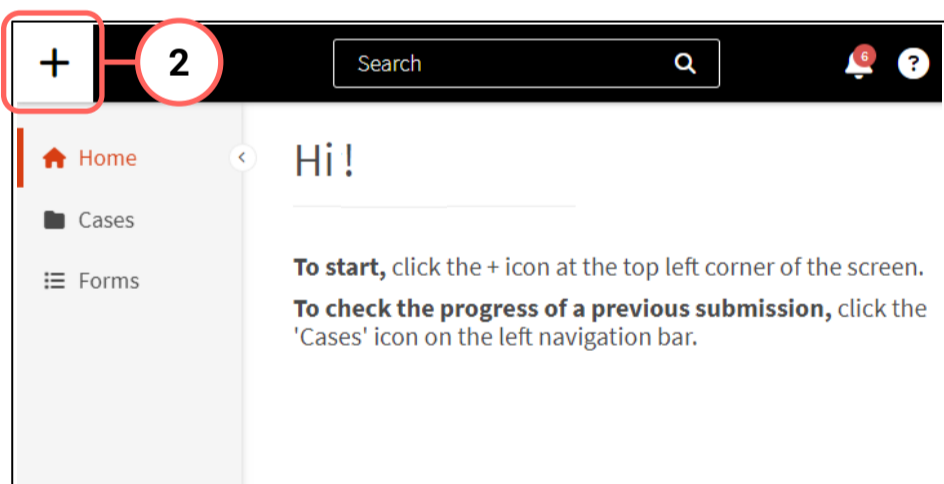 + 2 Search 6 ?
Home
Cases
Forms
Hi !
To start, click the + icon at the top left corner of the screen.
To check the progress of a previous submission, click the
'Cases' icon on the left navigation bar.